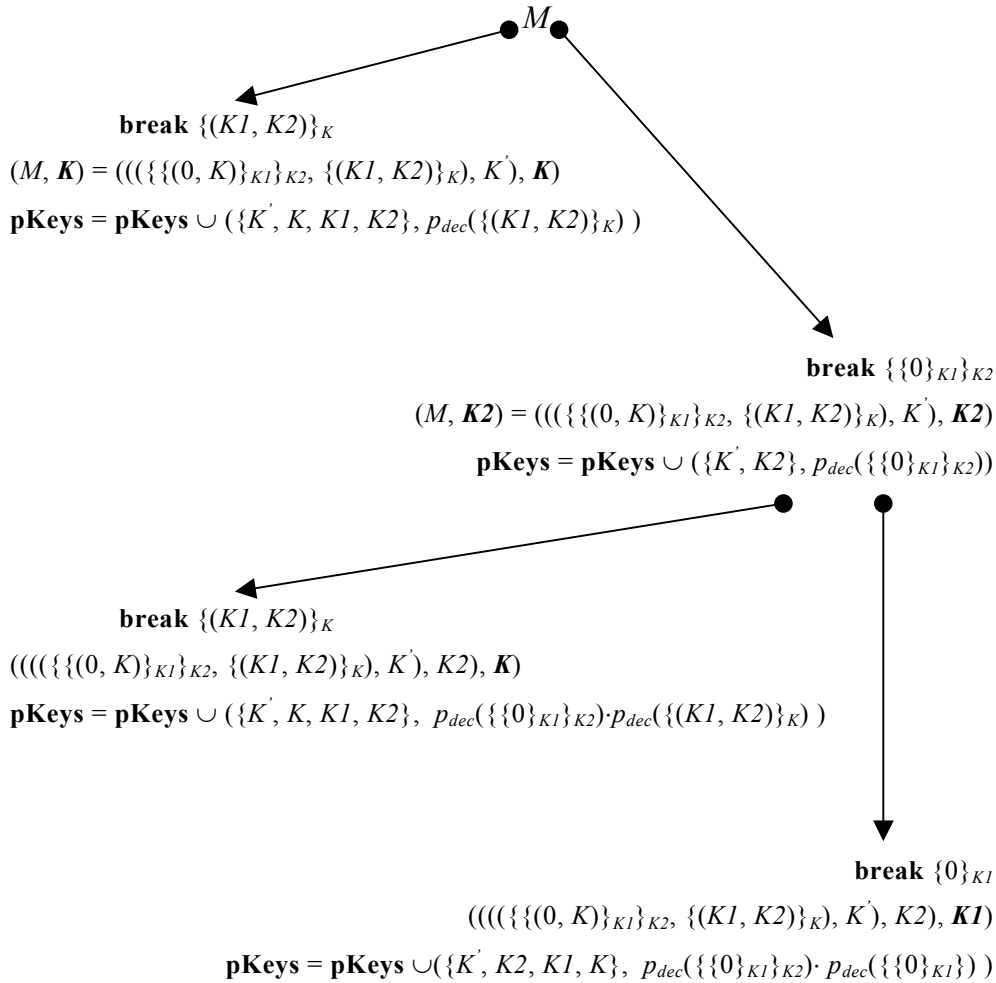 M
break {(K1, K2)}K
(M, K) = ((({{(0, K)}K1}K2, {(K1, K2)}K), K'), K)
pKeys = pKeys ∪ ({K', K, K1, K2}, pdec({(K1, K2)}K) )
break {{0}K1}K2
(M, K2) = ((({{(0, K)}K1}K2, {(K1, K2)}K), K'), K2)
pKeys = pKeys ∪ ({K', K2}, pdec({{0}K1}K2))
break {(K1, K2)}K
(((({{(0, K)}K1}K2, {(K1, K2)}K), K'), K2), K)
pKeys = pKeys ∪ ({K', K, K1, K2}, pdec({{0}K1}K2)·pdec({(K1, K2)}K) )
break {0}K1
(((({{(0, K)}K1}K2, {(K1, K2)}K), K'), K2), K1)
pKeys = pKeys ∪({K', K2, K1, K}, pdec({{0}K1}K2)· pdec({{0}K1}) )